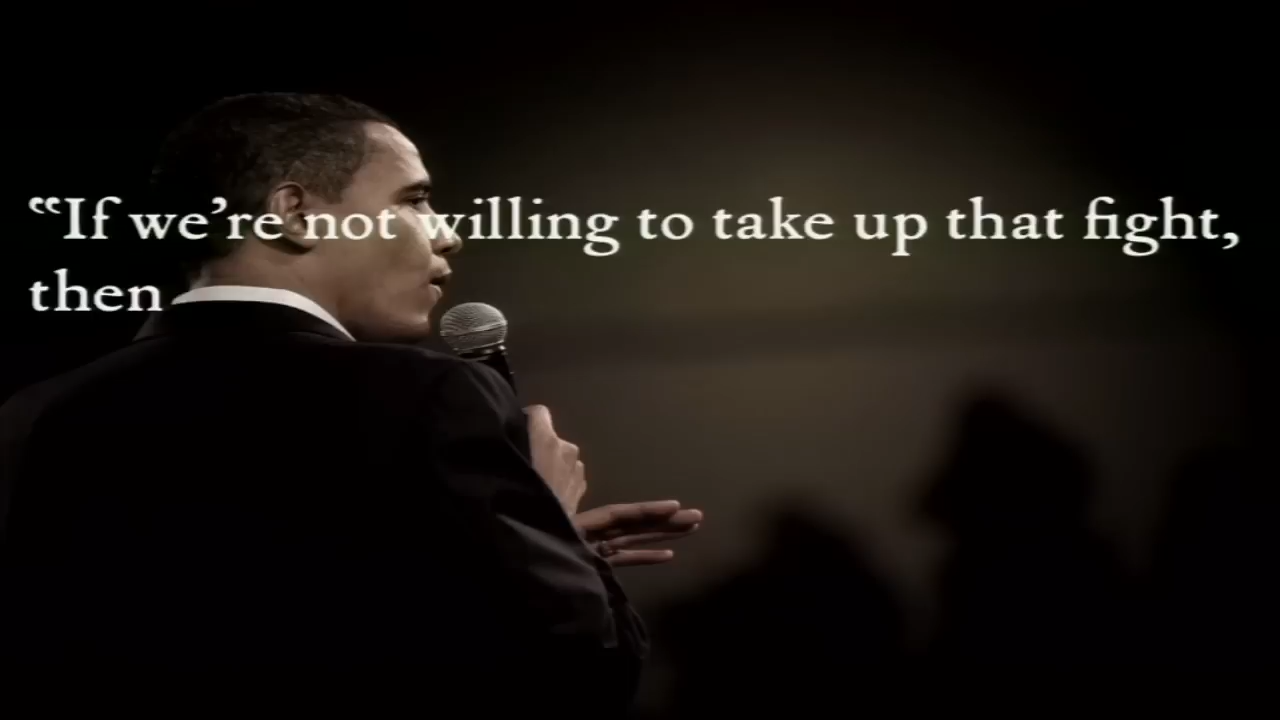 “If we’re not willing to take up that fight,
then